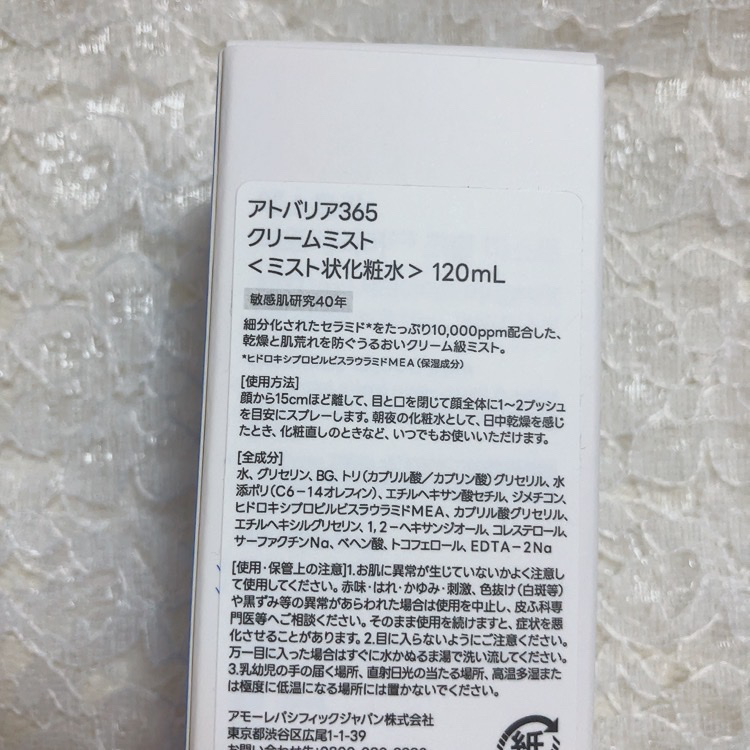 アトバリア365
クリームミスト
<ミスト状化粧水> 120mL
敏感肌研究40年
細分化されたセラミド*をたっぷり10,000ppm配合した、
乾燥と肌荒れを防ぐうるおいクリーム級ミスト。
*ヒドロキシプロピルビスラウラミドMEA(保湿成分)
[使用方法]
顔から15cmほど離して、目と口を閉じて顔全体に1~2プッシュ
を目安にスプレーします。朝夜の化粧水として、日中乾燥を感じ
たとき、化粧直しのときなど、いつでもお使いいただけます。
[全成分]
水、グリセリン、BG、トリ(カプリル酸/カプリン酸)グリセリル、水
添ポリ(C6-14オレフィン)、エチルヘキサン酸セチル、ジメチコン、
ヒドロキシプロピルビスラウラミドMEA、カプリル酸グリセリル、
エチルヘキシルグリセリン、1,2-ヘキサンジオール、コレステロール、
サーファクチンNa、ベヘン酸、トコフェロール、EDTA-2Na
[使用・保管上の注意]1.お肌に異常が生じていないかよく注意し
て使用してください。赤味・はれ・かゆみ・刺激、色抜け(白斑等)
や黒ずみ等の異常があらわれた場合は使用を中止し、皮ふ科専
門医等へご相談ください。そのまま使用を続けますと、症状を悪
化させることがあります。2.目に入らないようにご注意ください。
万一目に入った場合はすぐに水かぬるま湯で洗い流してください。
3.乳幼児の手の届く場所、直射日光の当たる場所、高温多湿また
は極度に低温になる場所には置かないでください。
アモーレパシフィックジャパン株式会社
東京都渋谷区広尾1-1-39
紙